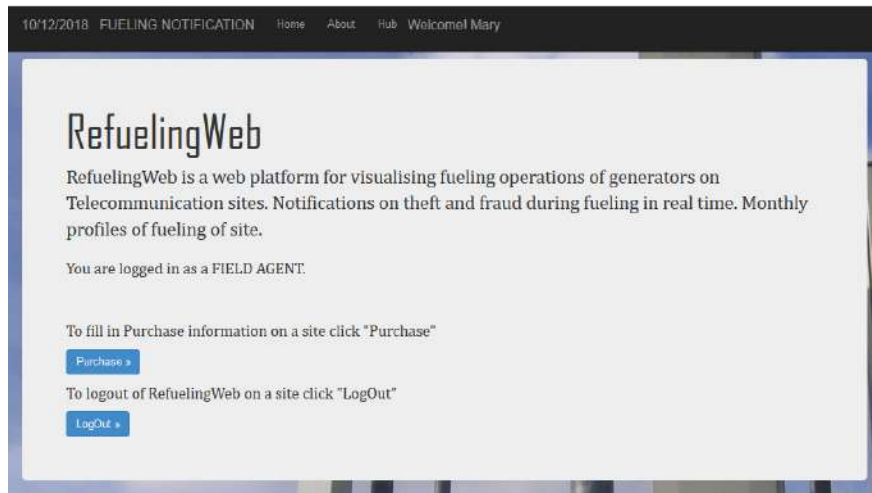 10/12/2018 FUELING NOTIFICATION Home About Hub Welcome! Mary
RefuelingWeb
RefuelingWeb is a web platform for visualising fueling operations of generators on
Telecommunication sites. Notifications on theft and fraud during fueling in real time. Monthly
profiles of fueling of site.
You are logged in as a FIELD AGENT.
To fill in Purchase information on a site click "Purchase"
Purchase »
To logout of RefuelingWeb on a site click "LogOut"
LogOut »